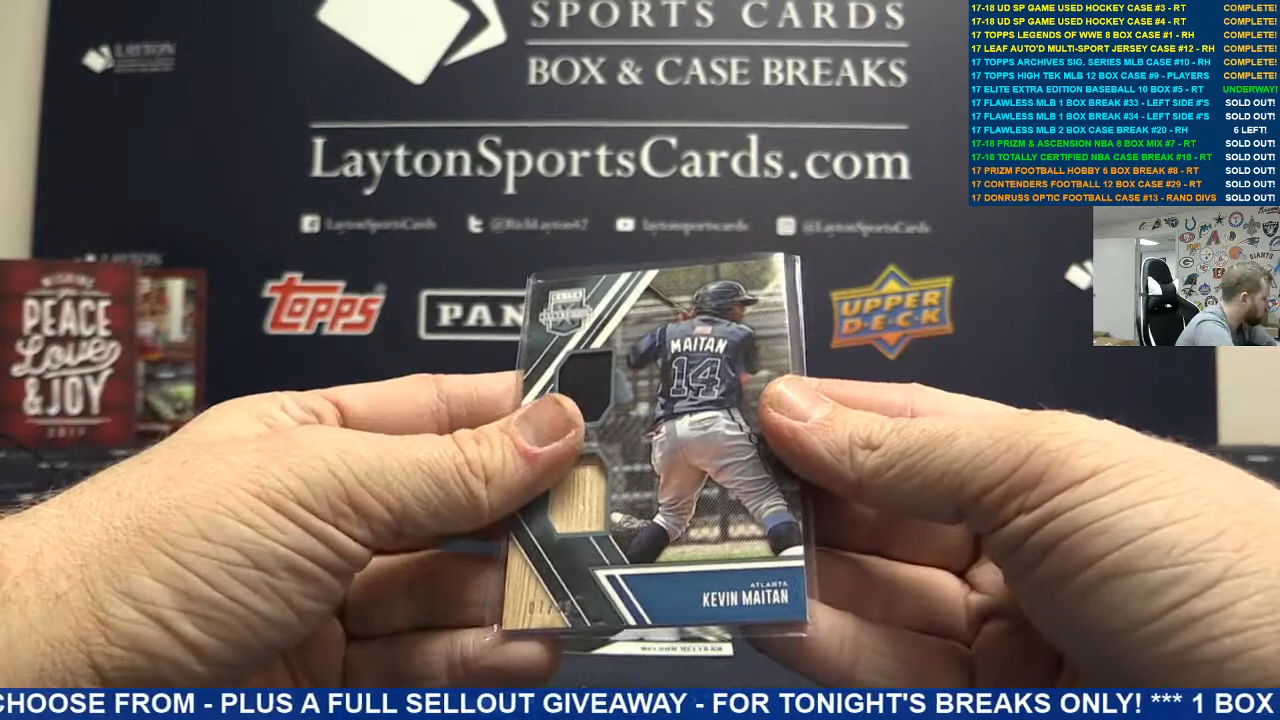 SPORTS CARDS
BOX & CASE BREAKS
LaytonSportsCards.com
LaytonSportsCards
@RichLayton47
laytonsportscards
@LaytonSportsCards
LAYTON
TOPPS
PAN
UPPER
DECK
PEACE
Love
& JOY
2017
ELITE
MAITAN
14
ATLANTA
KEVIN MAITAN
17-18 UD SP GAME USED HOCKEY CASE #3 - RT COMPLETE!
17-18 UD SP GAME USED HOCKEY CASE #4 - RT COMPLETE!
17 TOPPS LEGENDS OF WWE 8 BOX CASE #1 - RH COMPLETE!
17 LEAF AUTO'D MULTI-SPORT JERSEY CASE #12 - RH COMPLETE!
17 TOPPS ARCHIVES SIG. SERIES MLB CASE #10 - RH COMPLETE!
17 TOPPS HIGH TEK MLB 12 BOX CASE #9 - PLAYERS COMPLETE!
17 ELITE EXTRA EDITION BASEBALL 10 BOX #5 - RT UNDERWAY!
17 FLAWLESS MLB 1 BOX BREAK #33 - LEFT SIDE #'S SOLD OUT!
17 FLAWLESS MLB 1 BOX BREAK #34 - LEFT SIDE #'S SOLD OUT!
17 FLAWLESS MLB 2 BOX CASE BREAK #20 - RH 6 LEFT!
17-18 PRIZM & ASCENSION NBA 8 BOX MIX #7 - RT SOLD OUT!
17-18 TOTALLY CERTIFIED NBA CASE BREAK #16 - RT SOLD OUT!
17 PRIZM FOOTBALL HOBBY 6 BOX BREAK #8 - RT SOLD OUT!
17 CONTENDERS FOOTBALL 12 BOX CASE #29 - RT SOLD OUT!
17 DONRUSS OPTIC FOOTBALL CASE #13 - RAND DIVS SOLD OUT!
GIANTS
CHOOSE FROM - PLUS A FULL SELLOUT GIVEAWAY - FOR TONIGHT'S BREAKS ONLY! *** 1 BOX